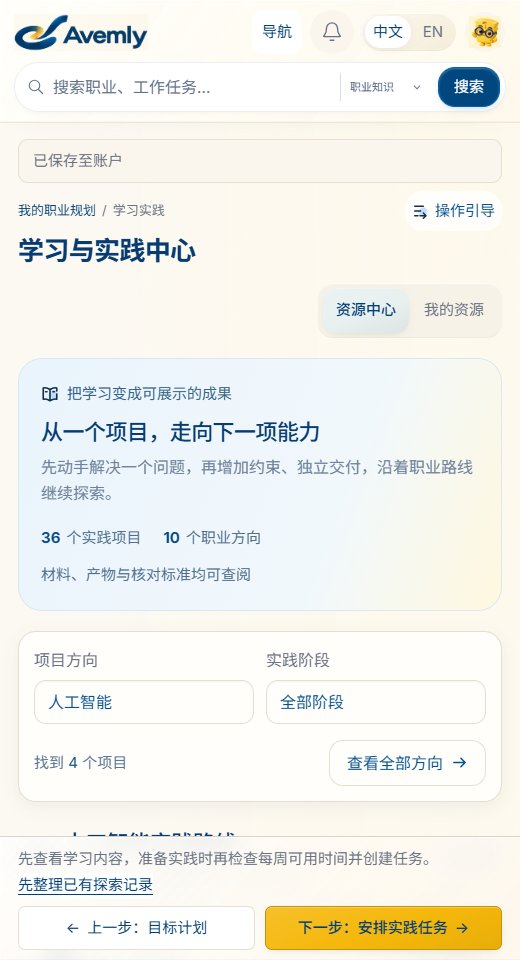 Avemly
导航
中文
EN
搜索职业、工作任务...
职业知识
搜索
已保存至账户
我的职业规划 / 学习实践
操作引导
学习与实践中心
资源中心
我的资源
把学习变成可展示的成果
从一个项目，走向下一项能力
先动手解决一个问题，再增加约束、独立交付，沿着职业路线
继续探索。
36 个实践项目
10 个职业方向
材料、产物与核对标准均可查阅
项目方向
实践阶段
人工智能
全部阶段
找到 4 个项目
查看全部方向 →
人工智能实践路线
先查看学习内容，准备实践时再检查每周可用时间并创建任务。
先整理已有探索记录
← 上一步：目标计划
下一步：安排实践任务 →